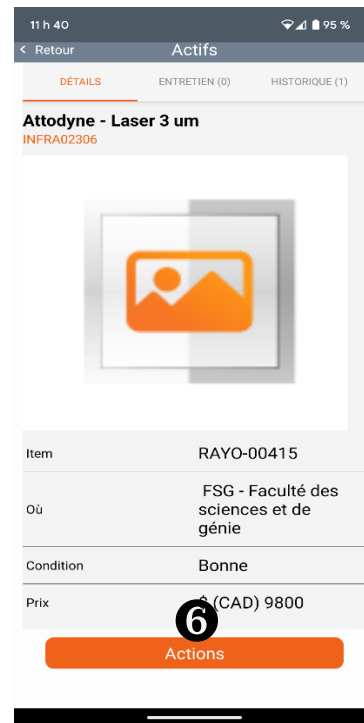 11 h 40 95 %
< Retour Actifs
DÉTAILS ENTRETIEN (0) HISTORIQUE (1)
Attodyne - Laser 3 um
INFRA02306
Item RAYO-00415
Où FSG - Faculté des
sciences et de
génie
Condition Bonne
Prix $ (CAD) 9800
6
Actions